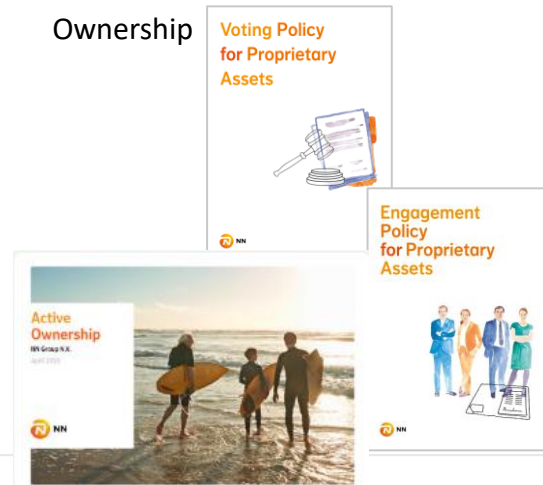 Ownership
Voting Policy
for Proprietary
Assets
NN
Engagement
Policy
for Proprietary
Assets
NN
Active
Ownership
NN Group N.V.
NN